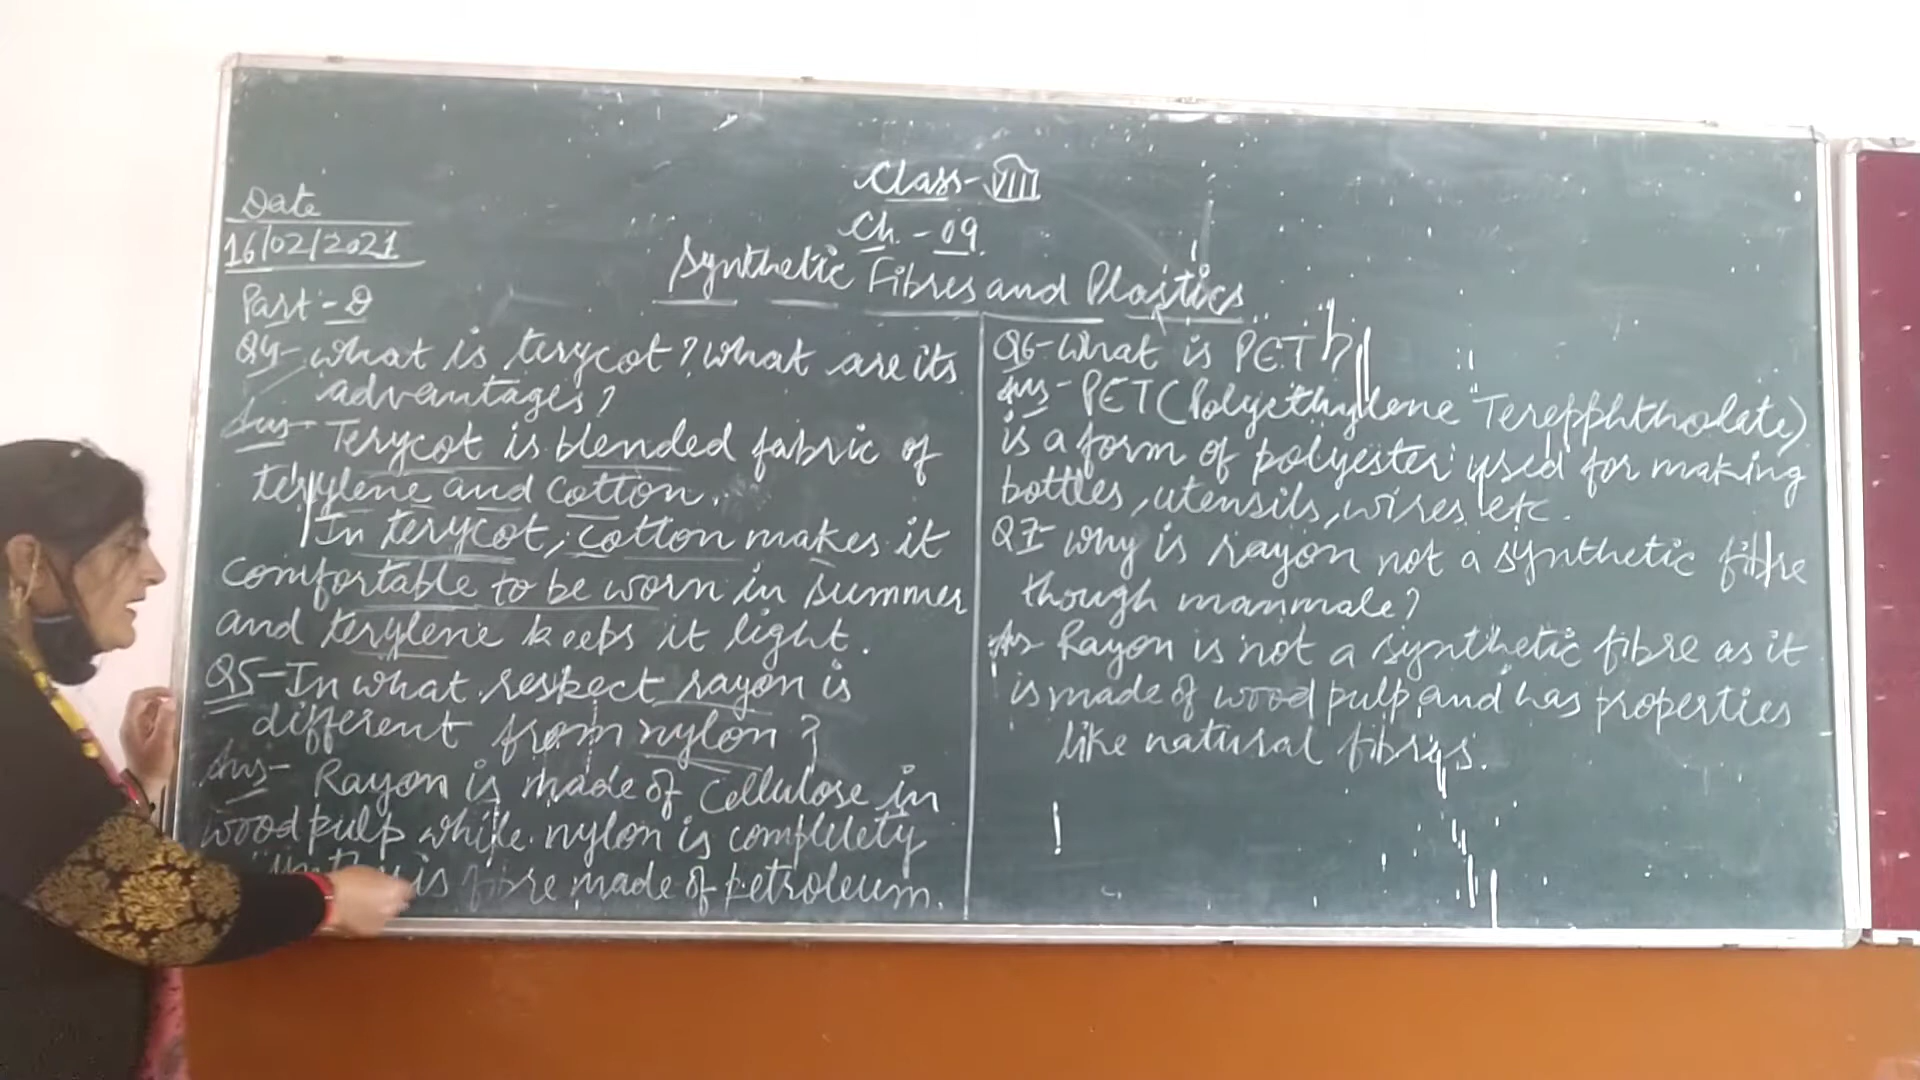 Class-VIII
Ch.-09.
Synthetic Fibres and Plastics
Date
16/02/2021
Part-D
Q4-what is terycot? What are its
advantages?
Ans-Terycot is blended fabric of
terylene and cotton.
In terycot, cotton makes it
comfortable to be worn in summer
and terylene keeps it light.
Q5-In what respect rayon is
different from nylon?
Ans- Rayon is made of Cellulose in
wood pulp while nylon is completety
is fibre made of petroleum.
Q6-What is PET?
Ans-PET(Polyethylene Terepphtholate)
is a form of polyester used for making
bottles, utensils, wires etc.
Q7-Why is rayon not a synthetic fibre
though manmale?
Ans Rayon is not a synthetic fibre as it
is made of wood pulp and has properties
like natural fibres.